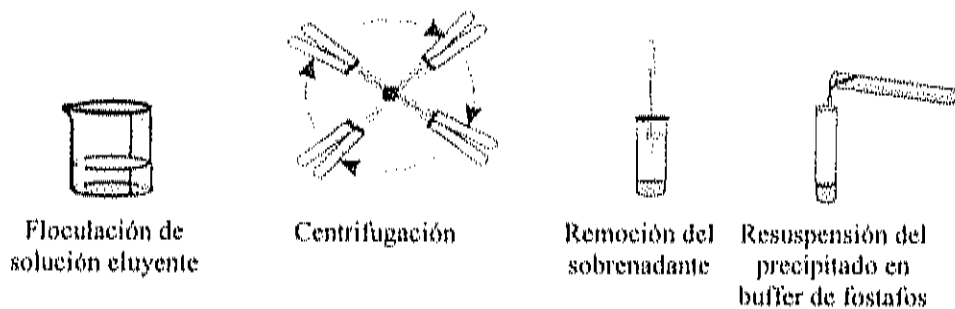 Floculación de
solución eluyente
Centrifugación
Remoción del
sobrenadante
Resuspensión del
precipitado en
buffer de fostafos